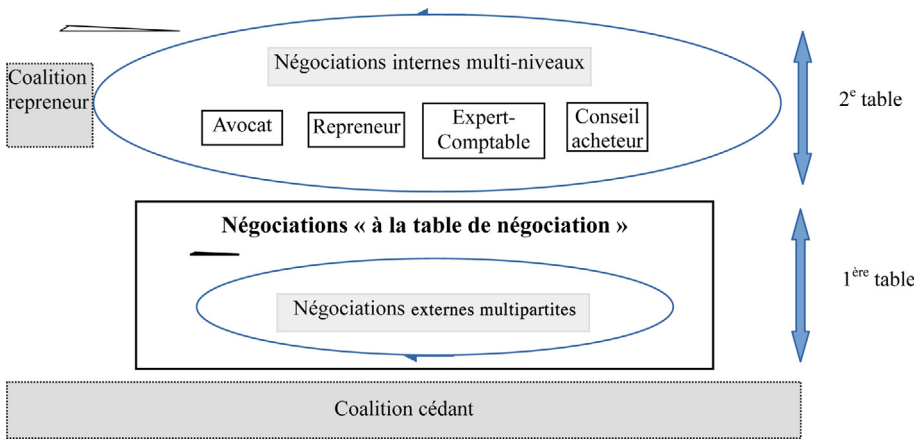 Négociations internes multi-niveaux
Coalition
repreneur
Avocat
Repreneur
Expert-
Comptable
Conseil
acheteur
2e table
Négociations « à la table de négociation »
1ère table
Négociations externes multipartites
Coalition cédant